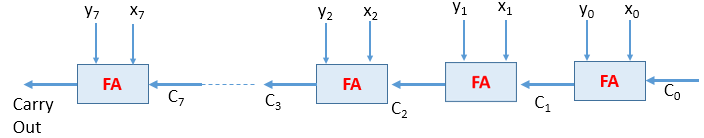 y7 x7 y2 x2 y1 x1 y0 x0
FA FA FA FA
Carry Out C7 C3 C2 C1 C0